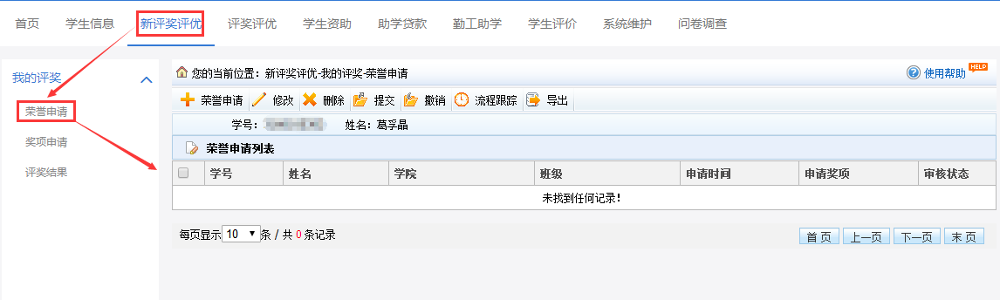 首页 学生信息 新评奖评优 评奖评优 学生资助 助学贷款 勤工助学 学生评价 系统维护 问卷调查
我的评奖
荣誉申请
奖项申请
评奖结果
您的当前位置：新评奖评优-我的评奖-荣誉申请 使用帮助 HELP
荣誉申请 修改 删除 提交 撤销 流程跟踪 导出
学号： 姓名：葛孚晶
荣誉申请列表
学号 姓名 学院 班级 申请时间 申请奖项 审核状态
未找到任何记录！
每页显示 10 条 / 共 0 条记录 首 页 上一页 下一页 末 页